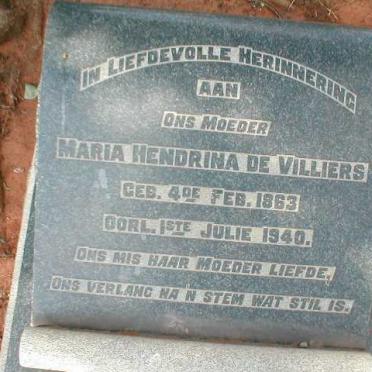 IN LIEFDEVOLLE HERINNERING
AAN
ONS MOEDER
MARIA HENDRINA DE VILLIERS
GEB. 4DE FEB. 1863
OORL. 1STE JULIE 1940.
ONS MIS HAAR MOEDER LIEFDE,
ONS VERLANG NA 'N STEM WAT STIL IS.